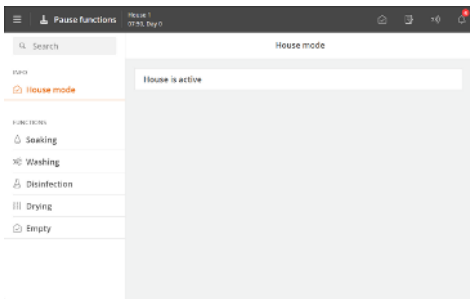 Pause functions
House 1
07:50, Day 0
Search
House mode
INFO
House mode
House is active
FUNCTIONS
Soaking
Washing
Disinfection
Drying
Empty